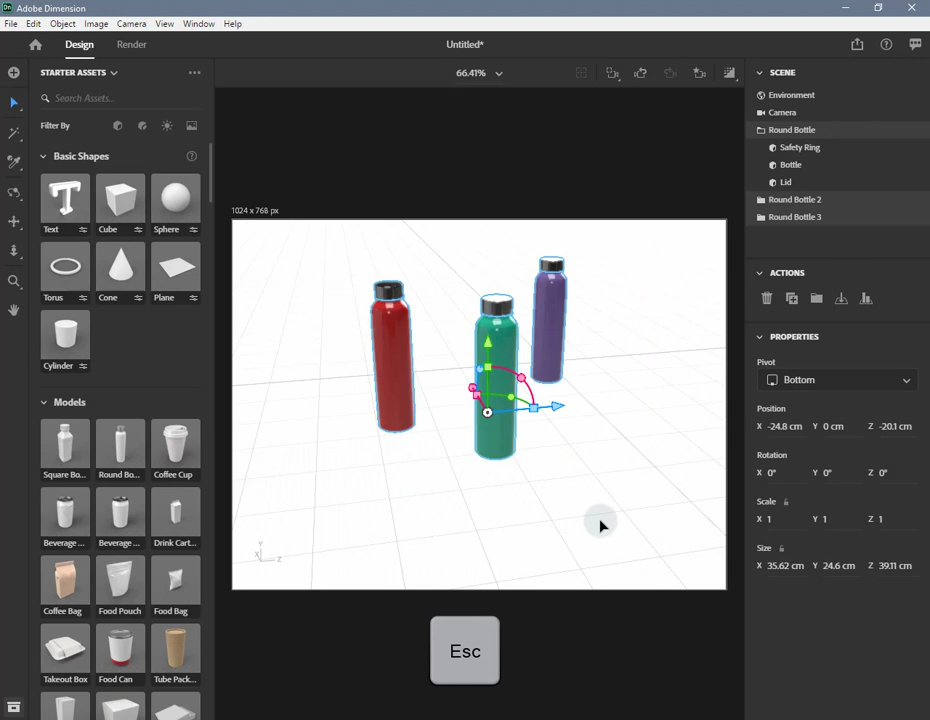 Dn Adobe Dimension
File Edit Object Image Camera View Window Help
Design Render Untitled*
STARTER ASSETS
66.41%
Search Assets...
Filter By
Basic Shapes
Text Cube Sphere
Torus Cone Plane
Cylinder
Models
Square Bo... Round Bo... Coffee Cup
Beverage ... Beverage ... Drink Cart...
Coffee Bag Food Pouch Food Bag
Takeout Box Food Can Tube Pack...
1024 x 768 px
Y
X Z
Esc
SCENE
Environment
Camera
Round Bottle
Safety Ring
Bottle
Lid
Round Bottle 2
Round Bottle 3
ACTIONS
PROPERTIES
Pivot
Bottom
Position
X -24.8 cm Y 0 cm Z -20.1 cm
Rotation
X 0° Y 0° Z 0°
Scale
X 1 Y 1 Z 1
Size
X 35.62 cm Y 24.6 cm Z 39.11 cm